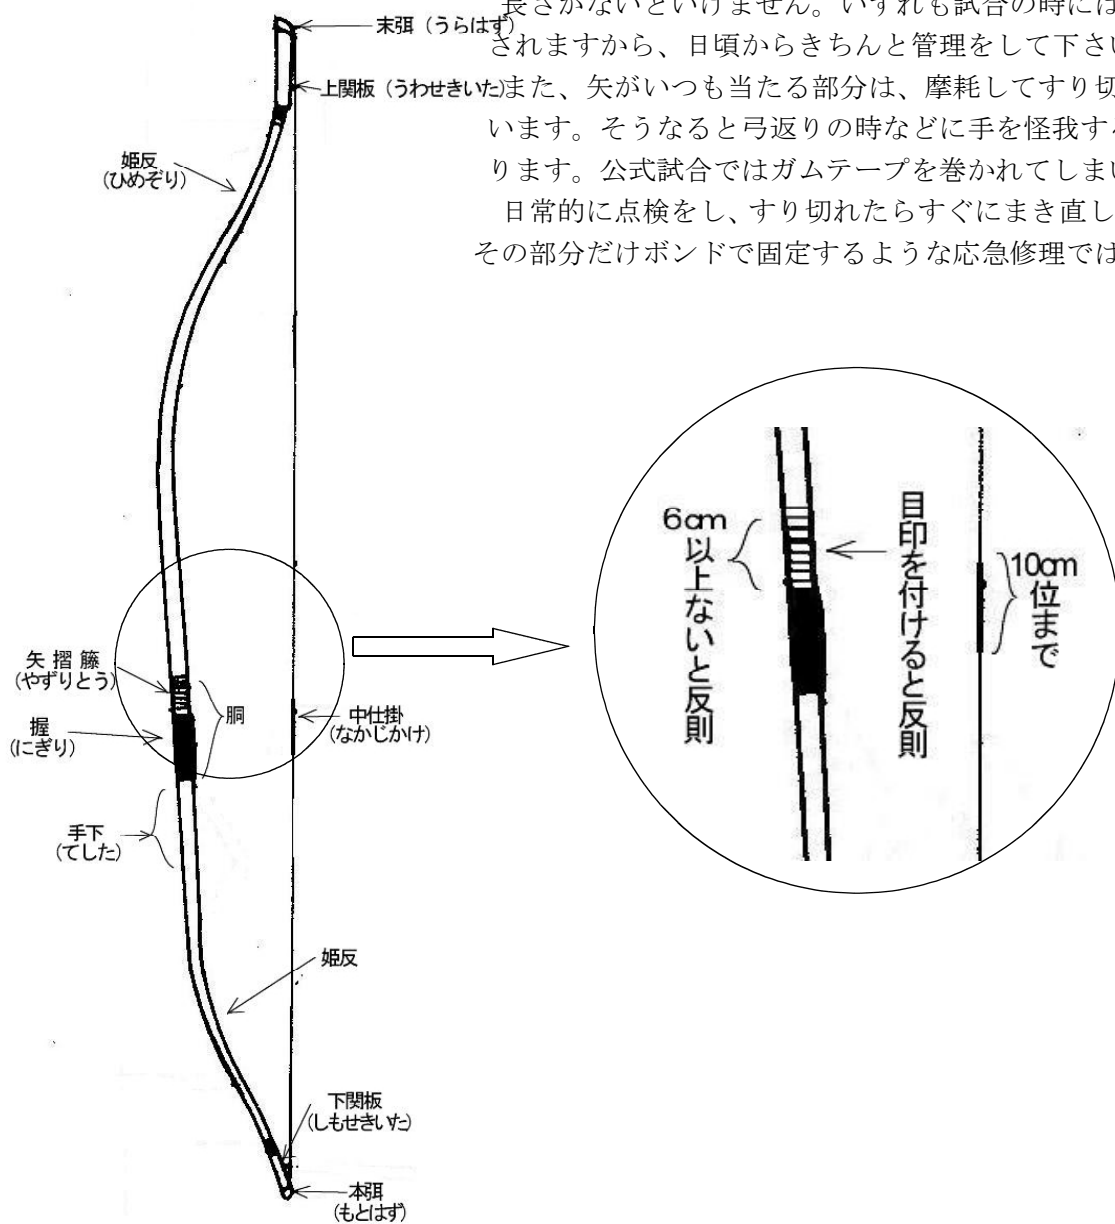 長さがないといけません。いずれも試合の時には
されますから、日頃からきちんと管理をして下さい
また、矢がいつも当たる部分は、摩耗してすり切
います。そうなると弓返りの時などに手を怪我する
ります。公式試合ではガムテープを巻かれてしまい
日常的に点検をし、すり切れたらすぐにまき直し
その部分だけボンドで固定するような応急修理では
末弭（うらはず）
上関板（うわせきいた）
姫反
（ひめぞり）
矢摺籐
（やずりとう）
握
（にぎり）
胴
中仕掛
（なかじかけ）
手下
（てした）
姫反
下関板
（しもせきいた）
本弭
（もとはず）
6cm以上ないと反則
目印を付けると反則
10cm位まで